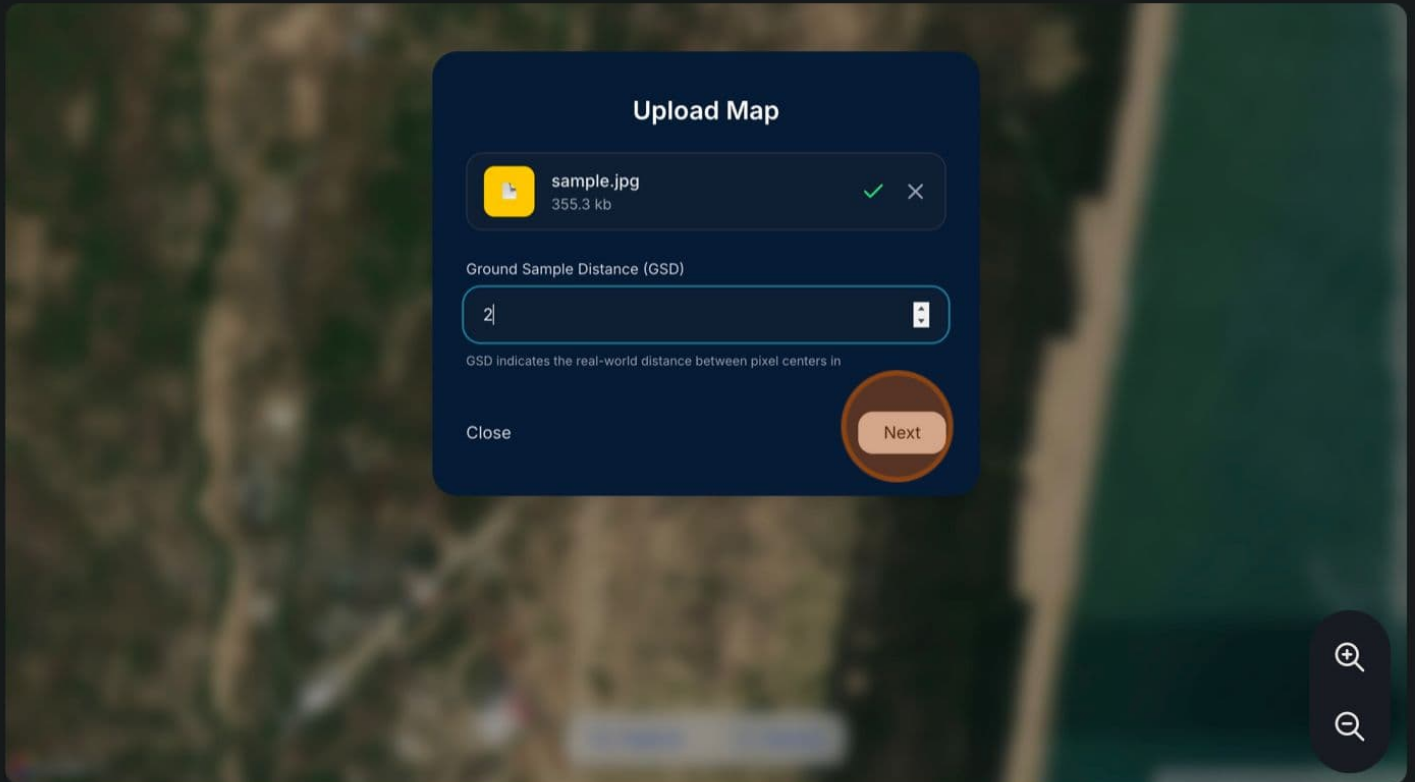 Upload Map
sample.jpg
355.3 kb
Ground Sample Distance (GSD)
2
GSD indicates the real-world distance between pixel centers in
Close
Next